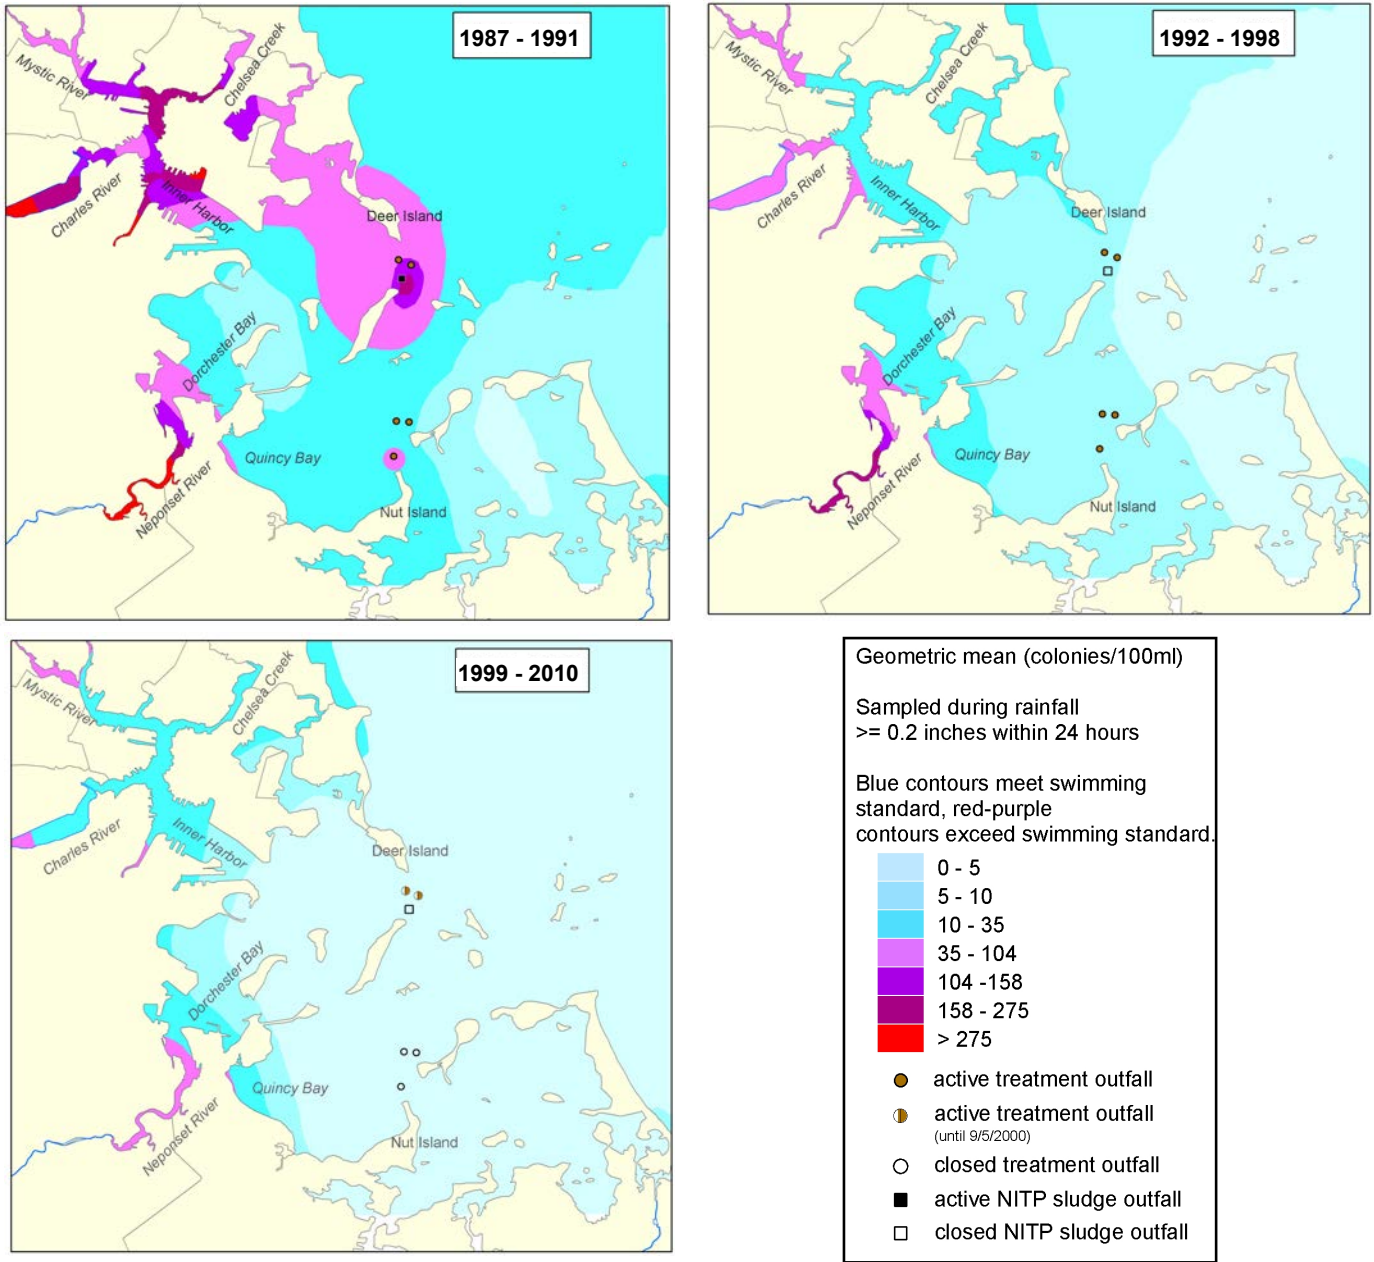 1987 - 1991
Mystic River
Chelsea Creek
Charles River
Inner Harbor
Deer Island
Dorchester Bay
Quincy Bay
Neponset River
Nut Island
1992 - 1998
Mystic River
Chelsea Creek
Charles River
Inner Harbor
Deer Island
Dorchester Bay
Quincy Bay
Neponset River
Nut Island
1999 - 2010
Mystic River
Chelsea Creek
Charles River
Inner Harbor
Deer Island
Dorchester Bay
Quincy Bay
Neponset River
Nut Island
Geometric mean (colonies/100ml)
Sampled during rainfall
>= 0.2 inches within 24 hours
Blue contours meet swimming
standard, red-purple
contours exceed swimming standard.
0 - 5
5 - 10
10 - 35
35 - 104
104 -158
158 - 275
> 275
active treatment outfall
active treatment outfall
(until 9/5/2000)
closed treatment outfall
active NITP sludge outfall
closed NITP sludge outfall